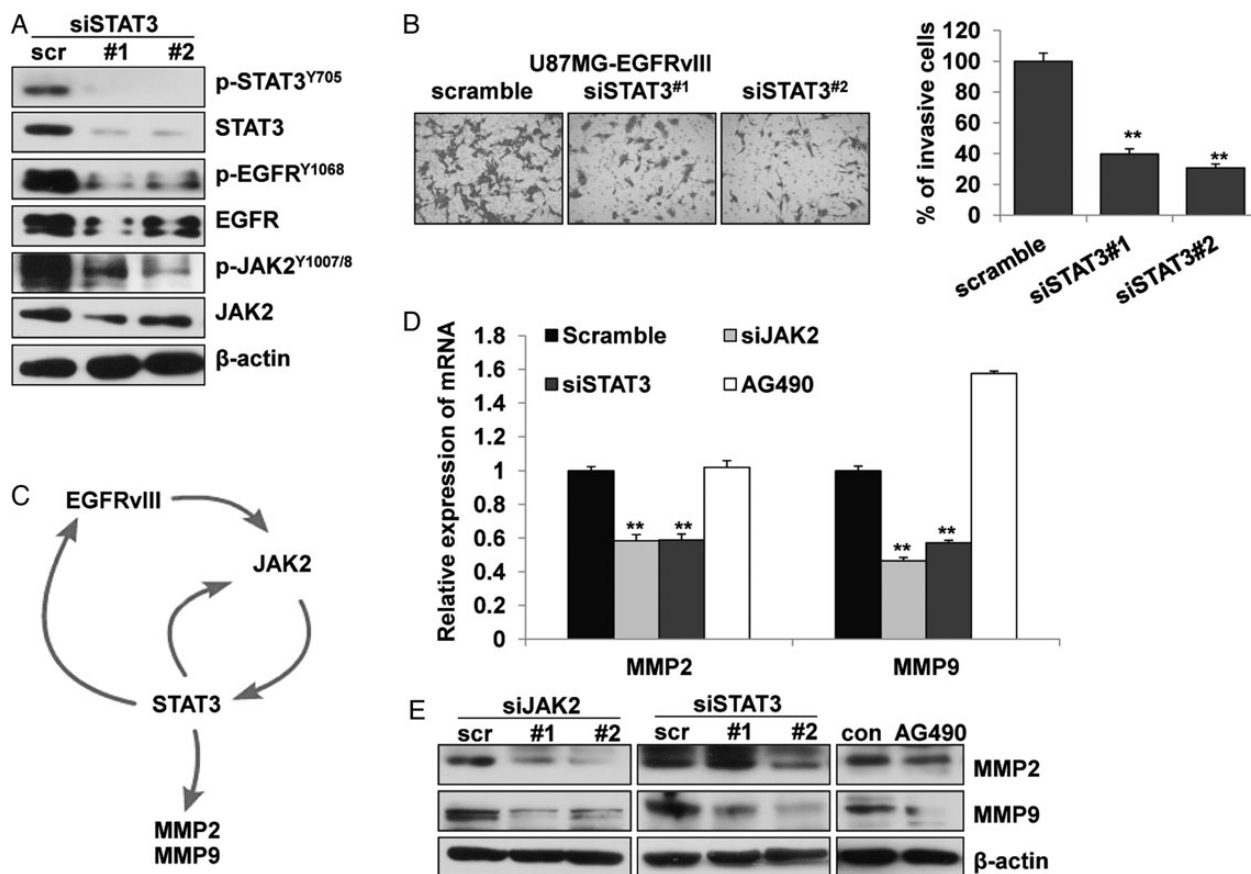 A
siSTAT3
scr #1 #2
p-STAT3Y705
STAT3
p-EGFRY1068
EGFR
p-JAK2Y1007/8
JAK2
β-actin
B
U87MG-EGFRvIII
scramble siSTAT3#1 siSTAT3#2
% of invasive cells
120
100
80
60
40
20
0
**
**
scramble
siSTAT3#1
siSTAT3#2
C
EGFRvIII
JAK2
STAT3
MMP2
MMP9
D
Relative expression of mRNA
1.8
1.6
1.4
1.2
1
0.8
0.6
0.4
0.2
0
Scramble siJAK2
siSTAT3 AG490
** **
** **
MMP2 MMP9
E
siJAK2 siSTAT3
scr #1 #2 scr #1 #2 con AG490
MMP2
MMP9
β-actin